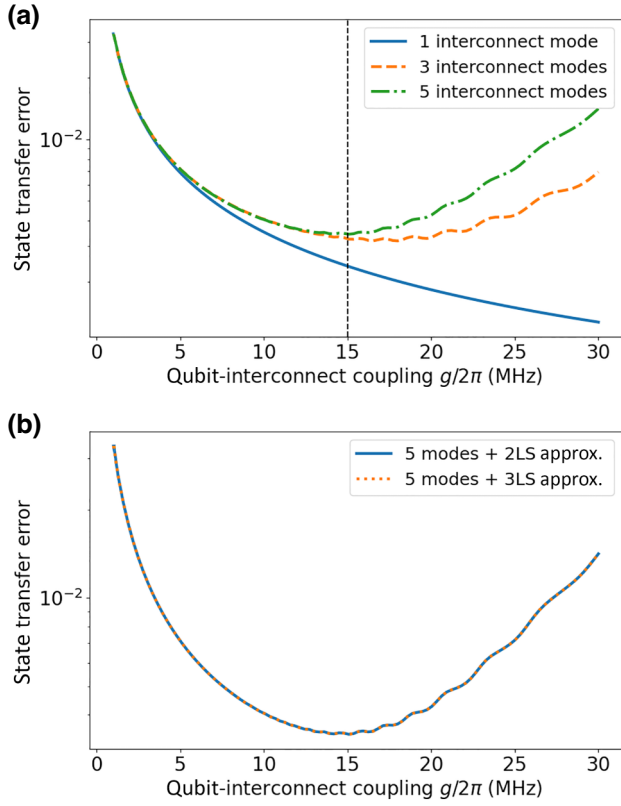 (a)
1 interconnect mode
3 interconnect modes
5 interconnect modes
10⁻²
State transfer error
0 5 10 15 20 25 30
Qubit-interconnect coupling g/2π (MHz)
(b)
5 modes + 2LS approx.
5 modes + 3LS approx.
10⁻²
State transfer error
0 5 10 15 20 25 30
Qubit-interconnect coupling g/2π (MHz)